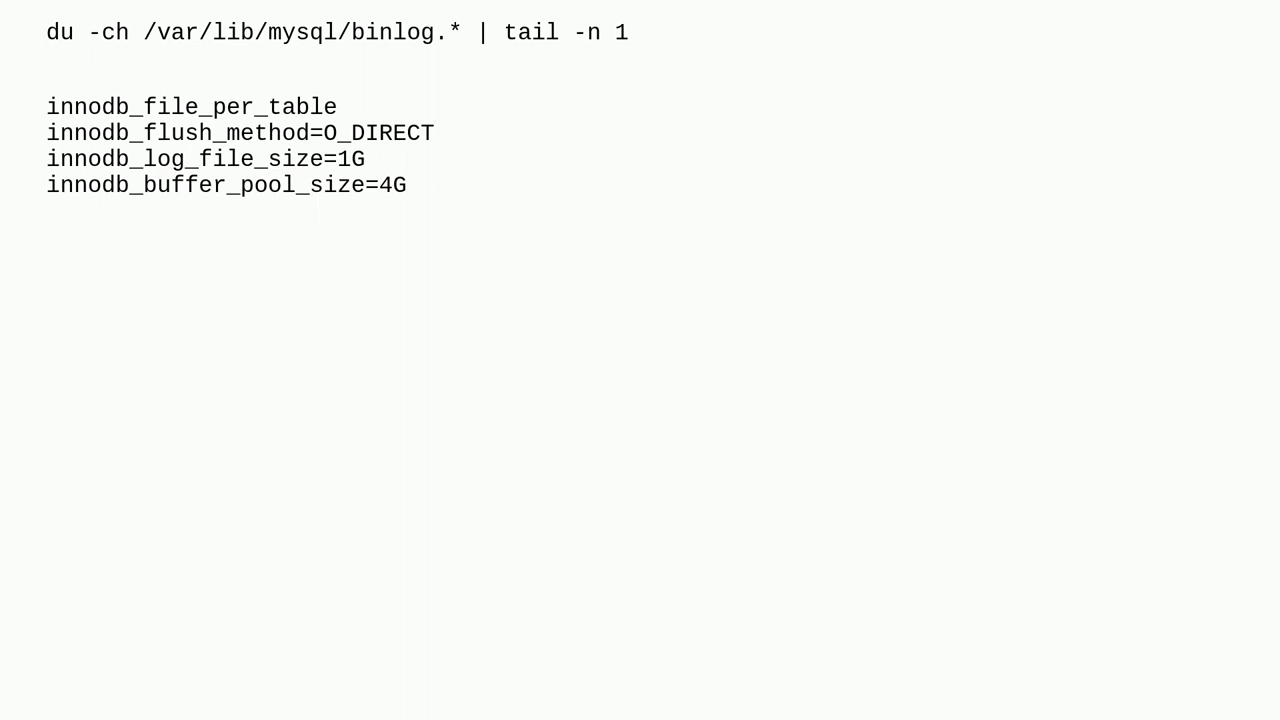 du -ch /var/lib/mysql/binlog.* | tail -n 1
innodb_file_per_table
innodb_flush_method=O_DIRECT
innodb_log_file_size=1G
innodb_buffer_pool_size=4G